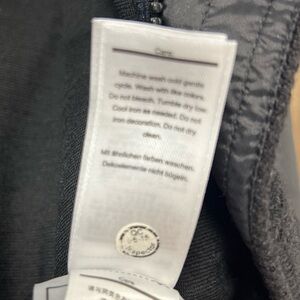 Care
Machine wash cold gentle
cycle. Wash with like colors.
Do not bleach. Tumble dry low.
Cool iron as needed. Do not
iron decoration. Do not dry
clean.
Mit ähnlichen farben waschen.
Dekoelemente nicht bügeln.
QC